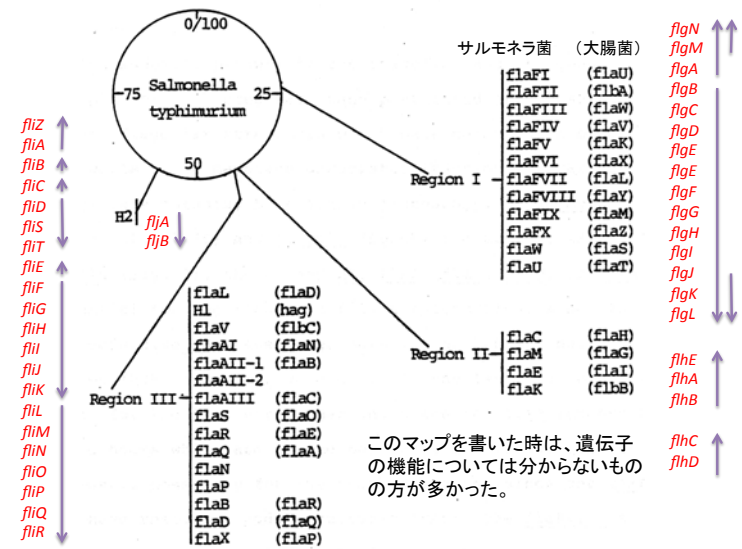 0/100
75
Salmonella
typhimurium
25
50
サルモネラ菌 （大腸菌）
Region I
flaFI (flaU)
flaFII (flbA)
flaFIII (flaW)
flaFIV (flaV)
flaFV (flaK)
flaFVI (flaX)
flaFVII (flaL)
flaFVIII (flaY)
flaFIX (flaM)
flaFX (flaZ)
flaW (flaS)
flaU (flaT)
Region II
flaC (flaH)
flaM (flaG)
flaE (flaI)
flaK (flbB)
H2
fljA
fljB
Region III
flaL (flaD)
H1 (hag)
flaV (flbC)
flaAI (flaN)
flaAII-1 (flaB)
flaAII-2
flaAIII (flaC)
flaS (flaO)
flaR (flaE)
flaQ (flaA)
flaN
flaP
flaB (flaR)
flaD (flaQ)
flaX (flaP)
このマップを書いた時は、遺伝子
の機能については分からないもの
の方が多かった。
fliZ
fliA
fliB
fliC
fliD
fliS
fliT
fliE
fliF
fliG
fliH
fliI
fliJ
fliK
fliL
fliM
fliN
fliO
fliP
fliQ
fliR
flgN
flgM
flgA
flgB
flgC
flgD
flgE
flgE
flgF
flgG
flgH
flgI
flgJ
flgK
flgL
flhE
flhA
flhB
flhC
flhD